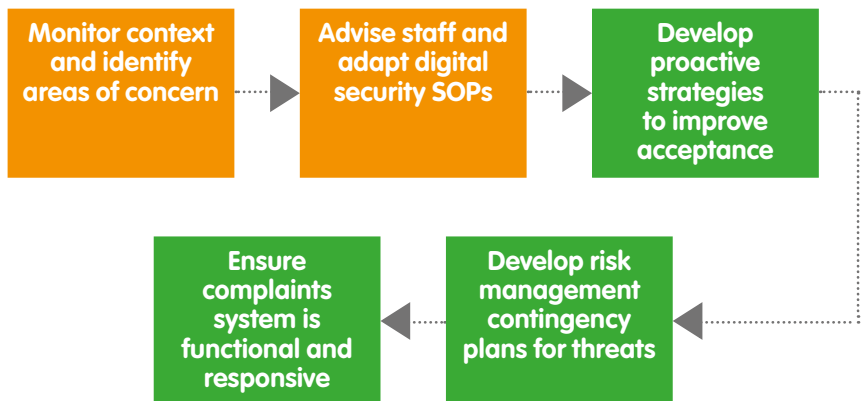 Monitor context
and identify
areas of concern
Advise staff and
adapt digital
security SOPs
Develop
proactive
strategies
to improve
acceptance
Develop risk
management
contingency
plans for threats
Ensure
complaints
system is
functional and
responsive